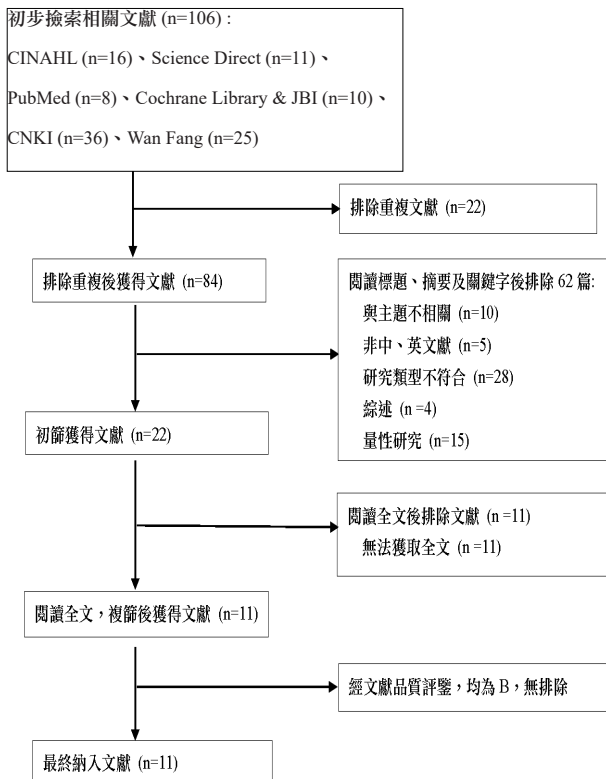 初步撿索相關文獻 (n=106) :
CINAHL (n=16)、Science Direct (n=11)、
PubMed (n=8)、Cochrane Library & JBI (n=10)、
CNKI (n=36)、Wan Fang (n=25)
排除重複文獻 (n=22)
排除重複後獲得文獻 (n=84)
閱讀標題、摘要及關鍵字後排除 62 篇:
與主題不相關 (n=10)
非中、英文獻 (n=5)
研究類型不符合 (n=28)
綜述 (n =4)
量性研究 (n=15)
初篩獲得文獻 (n=22)
閱讀全文後排除文獻 (n =11)
無法獲取全文 (n =11)
閱讀全文，複篩後獲得文獻 (n=11)
經文獻品質評鑒，均為 B，無排除
最終納入文獻 (n=11)